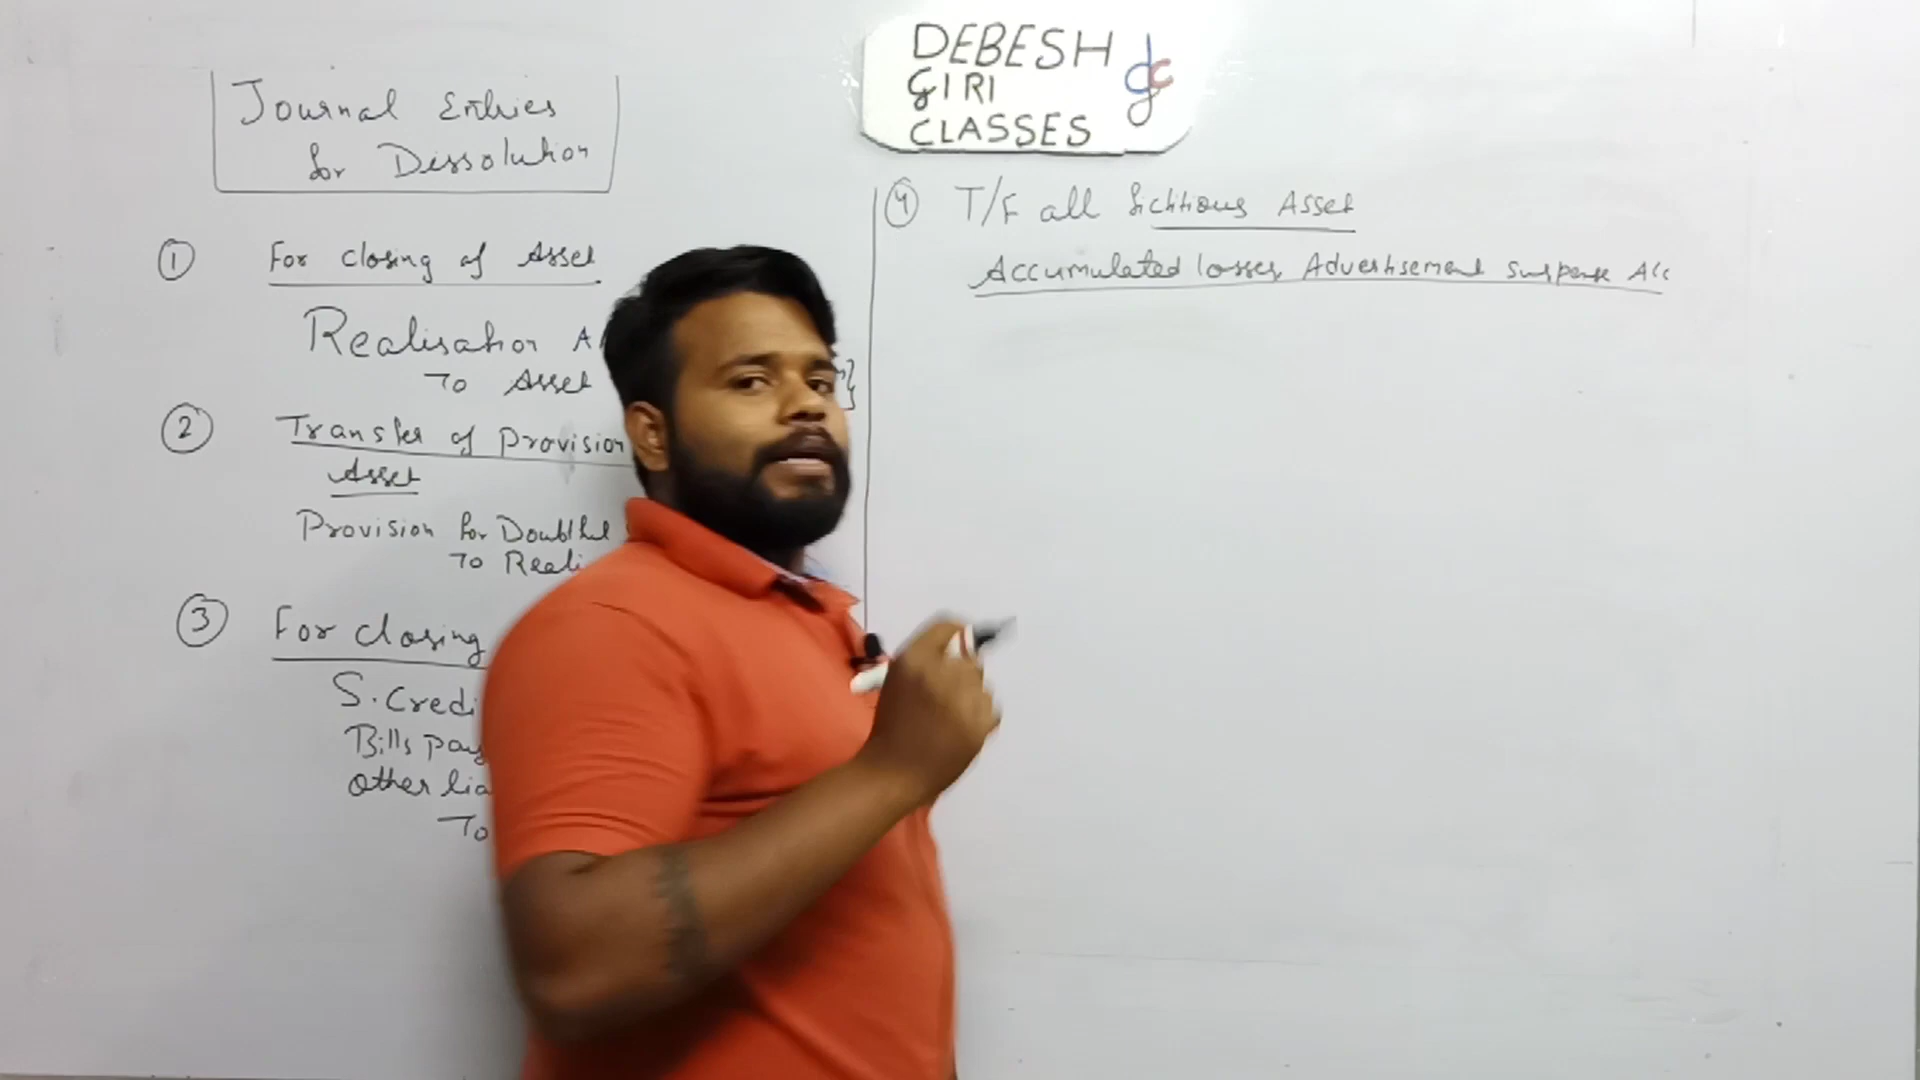 DEBESH
GIRI
CLASSES
dgc
Journal Entries
for Dissolution
① For closing of Asset
Realisation A
To Asset
② Transfer of provision
Asset
Provision for Doubtful
To Reali
③ For closing
S. Credi
Bills pay
Other lia
To
④ T/F all fictitious Asset
Accumulated losses, Advertisement suspense A/c